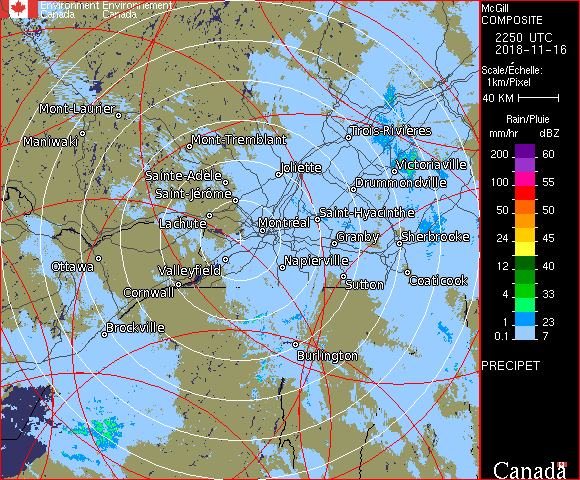 Environment Environnement
Canada Canada
McGill
COMPOSITE
2250 UTC
2018-11-16
Scale/Échelle:
1km/Pixel
40 KM
Rain/Pluie
mm/hr dBZ
200 60
100 55
50 50
24 45
12 40
4 33
1 23
0.1 7
PRECIPET
Canada
Mont-Laurier
Maniwaki
Mont-Tremblant
Trois-Rivières
Sainte-Adèle
Joliette
Victoriaville
Saint-Jérôme
Drummondville
Lachute
Montréal
Saint-Hyacinthe
Granby
Sherbrooke
Ottawa
Valleyfield
Napierville
Cornwall
Sutton
Coaticook
Brockville
Burlington